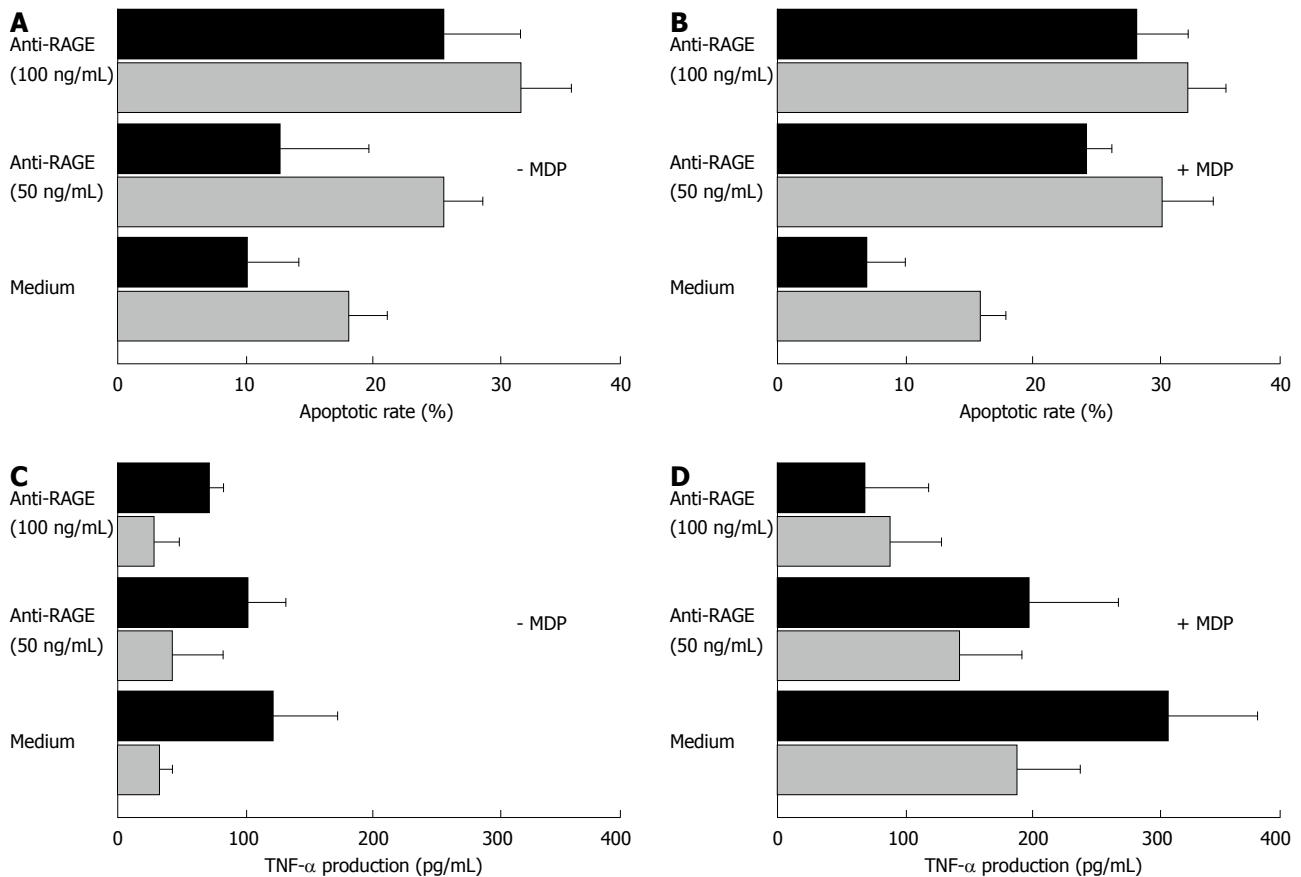 A
Anti-RAGE
(100 ng/mL)
Anti-RAGE
(50 ng/mL)
- MDP
Medium
0 10 20 30 40
Apoptotic rate (%)
B
Anti-RAGE
(100 ng/mL)
Anti-RAGE
(50 ng/mL)
+ MDP
Medium
0 10 20 30 40
Apoptotic rate (%)
C
Anti-RAGE
(100 ng/mL)
Anti-RAGE
(50 ng/mL)
- MDP
Medium
0 100 200 300 400
TNF-α production (pg/mL)
D
Anti-RAGE
(100 ng/mL)
Anti-RAGE
(50 ng/mL)
+ MDP
Medium
0 100 200 300 400
TNF-α production (pg/mL)